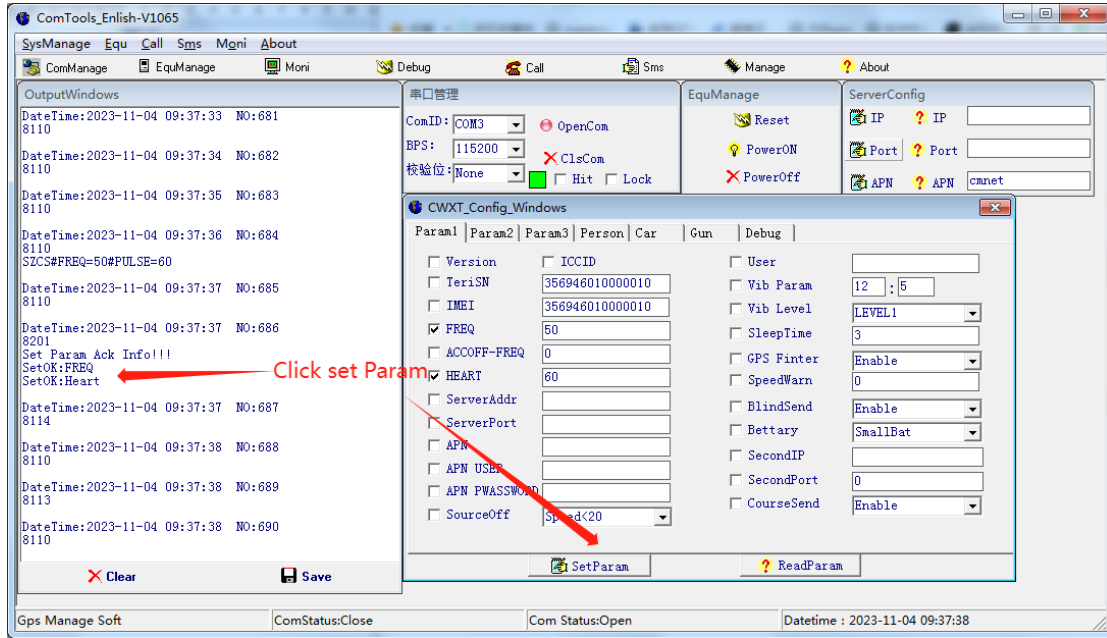 ComTools_Enlish-V1065
SysManage Equ Call Sms Moni About
ComManage EquManage Moni Debug Call Sms Manage About
OutputWindows
DateTime:2023-11-04 09:37:33 NO:681
8110
DateTime:2023-11-04 09:37:34 NO:682
8110
DateTime:2023-11-04 09:37:35 NO:683
8110
DateTime:2023-11-04 09:37:36 NO:684
8110
SZCS#FREQ=50#PULSE=60
DateTime:2023-11-04 09:37:37 NO:685
8110
DateTime:2023-11-04 09:37:37 NO:686
8201
Set Param Ack Info!!!
SetOK:FREQ
SetOK:Heart
DateTime:2023-11-04 09:37:37 NO:687
8114
DateTime:2023-11-04 09:37:38 NO:688
8110
DateTime:2023-11-04 09:37:38 NO:689
8113
DateTime:2023-11-04 09:37:38 NO:690
8110
Clear Save
串口管理
ComID: COM3 OpenCom
BPS: 115200 ClsCom
校验位: None Hit Lock
EquManage
Reset
PowerON
PowerOff
ServerConfig
IP ? IP
Port ? Port
APN ? APN cmnet
CWXT_Config_Windows
Param1 Param2 Param3 Person Car Gun Debug
Version ICCID
TeriSN 356946010000010
IMEI 356946010000010
FREQ 50
ACCOFF-FREQ 0
HEART 60
ServerAddr
ServerPort
APN
APN USER
APN PWASSWORD
SourceOff Speed<20
User
Vib Param 12 : 5
Vib Level LEVEL1
SleepTime 3
GPS Finter Enable
SpeedWarn 0
BlindSend Enable
Bettary SmallBat
SecondIP
SecondPort 0
CourseSend Enable
SetParam ? ReadParam
Click set Param
Gps Manage Soft ComStatus:Close Com Status:Open Datetime : 2023-11-04 09:37:38